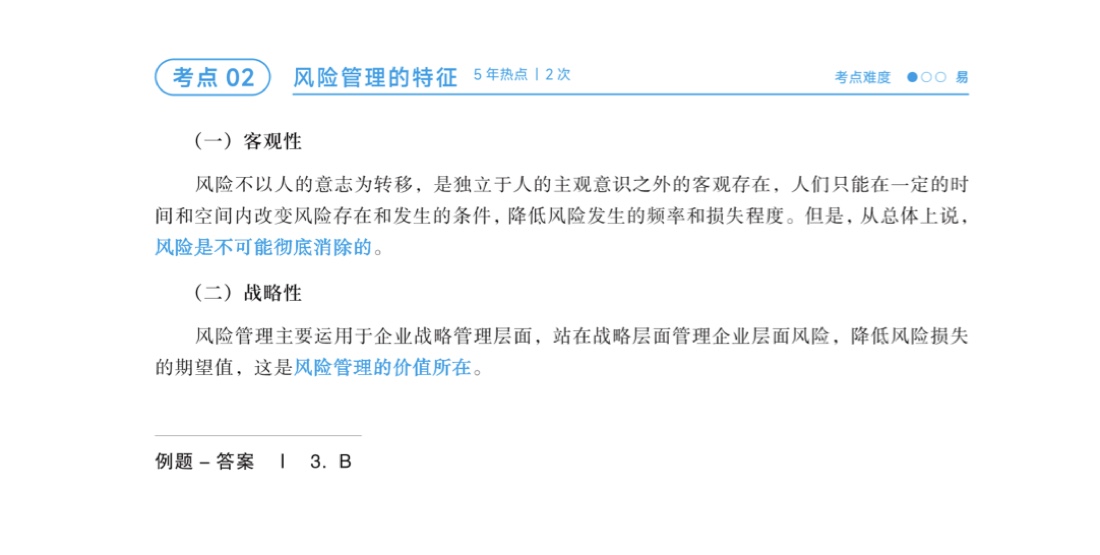 考点 02 风险管理的特征 5年热点 | 2次 考点难度 ●○○ 易
（一）客观性
风险不以人的意志为转移，是独立于人的主观意识之外的客观存在，人们只能在一定的时
间和空间内改变风险存在和发生的条件，降低风险发生的频率和损失程度。但是，从总体上说，
风险是不可能彻底消除的。
（二）战略性
风险管理主要运用于企业战略管理层面，站在战略层面管理企业层面风险，降低风险损失
的期望值，这是风险管理的价值所在。
例题 – 答案 | 3. B